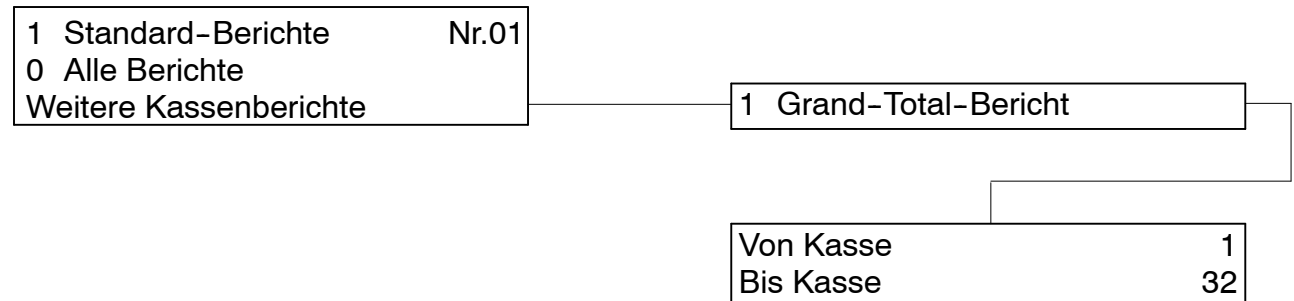 1 Standard-Berichte Nr.01
0 Alle Berichte
Weitere Kassenberichte
1 Grand-Total-Bericht
Von Kasse 1
Bis Kasse 32